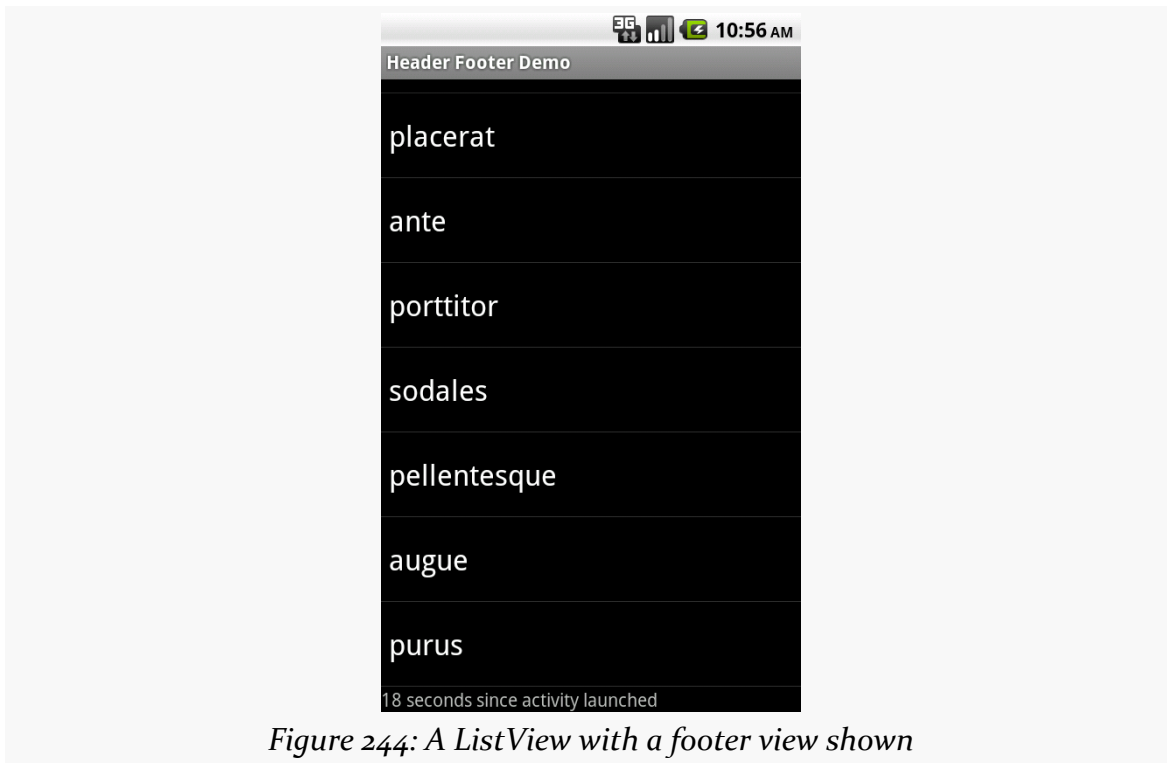 3G 10:56 AM
Header Footer Demo
placerat
ante
porttitor
sodales
pellentesque
augue
purus
18 seconds since activity launched
Figure 244: A ListView with a footer view shown